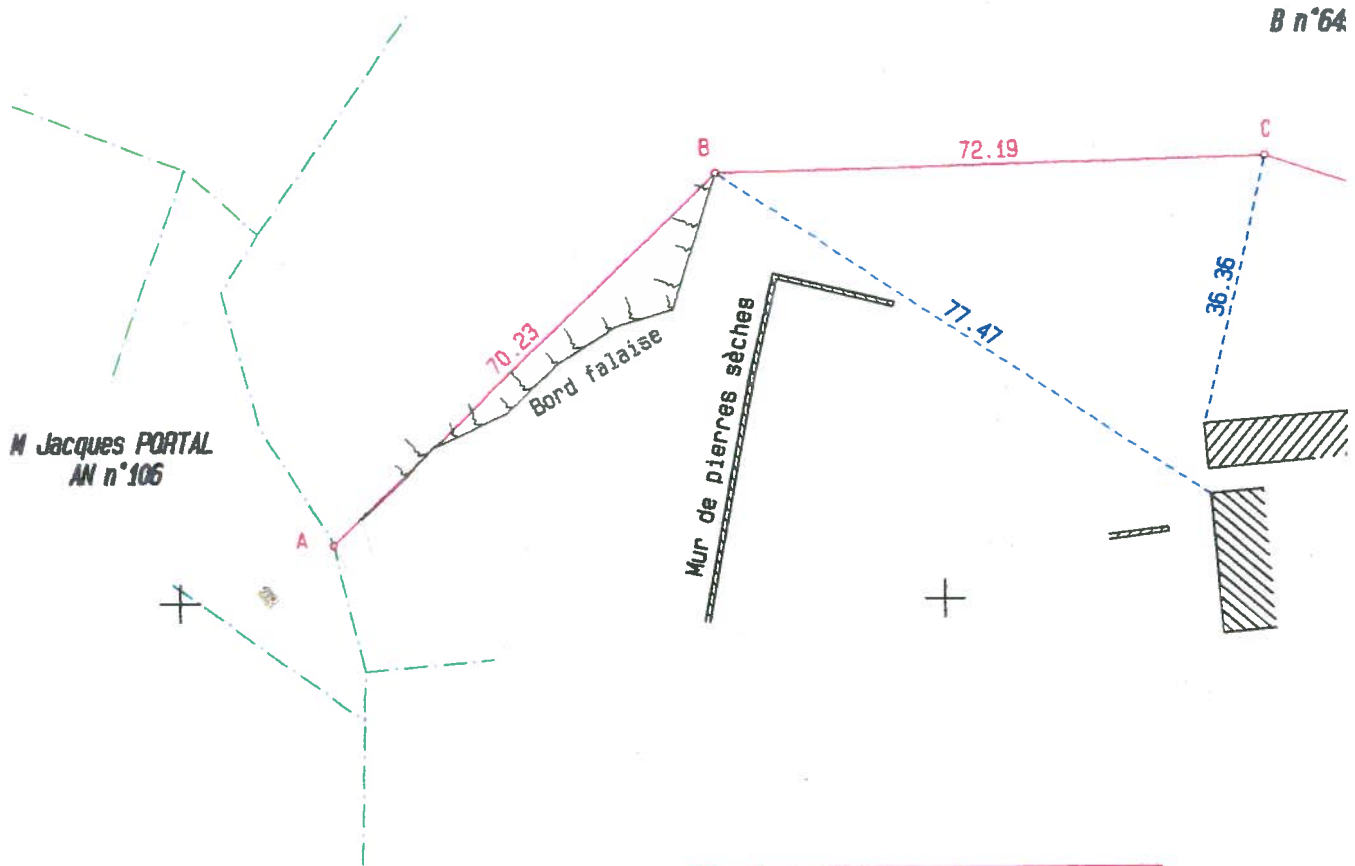 B n°64
C
72.19
B
36.36
77.47
70.23
Bord falaise
Mur de pierres sèches
M Jacques PORTAL
AN n°106
A